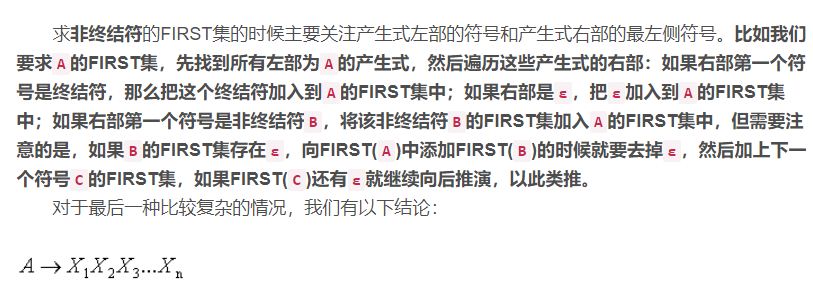 求非终结符的FIRST集的时候主要关注产生式左部的符号和产生式右部的最左侧符号。比如我们
要求 A 的FIRST集，先找到所有左部为 A 的产生式，然后遍历这些产生式的右部：如果右部第一个符
号是终结符，那么把这个终结符加入到 A 的FIRST集中；如果右部是 ε ，把 ε 加入到 A 的FIRST集
中；如果右部第一个符号是非终结符 B ，将该非终结符 B 的FIRST集加入 A 的FIRST集中，但需要注
意的是，如果 B 的FIRST集存在 ε ，向FIRST( A )中添加FIRST( B )的时候就要去掉 ε ，然后加上下一
个符号 C 的FIRST集，如果FIRST( C )还有 ε 就继续向后推演，以此类推。
对于最后一种比较复杂的情况，我们有以下结论：
A → X₁X₂X₃...Xₙ